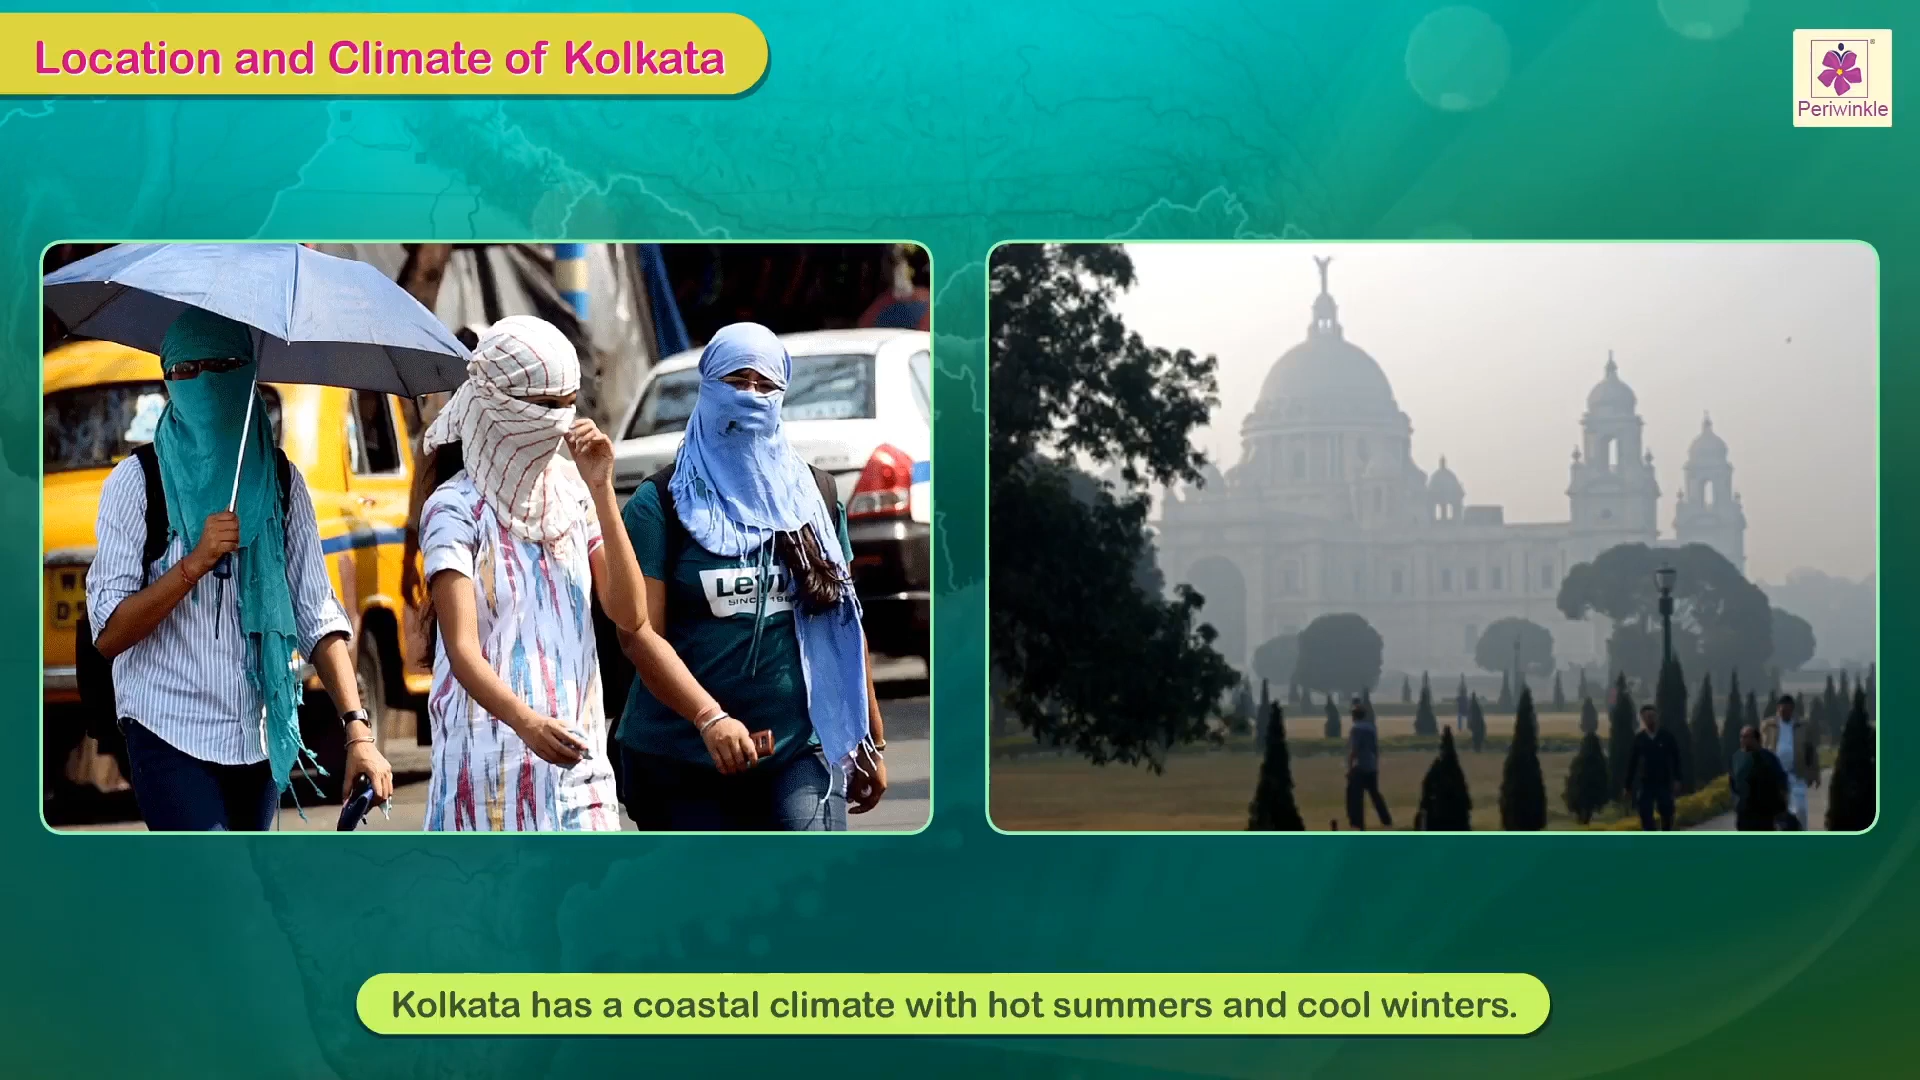 Location and Climate of Kolkata
Periwinkle
Kolkata has a coastal climate with hot summers and cool winters.